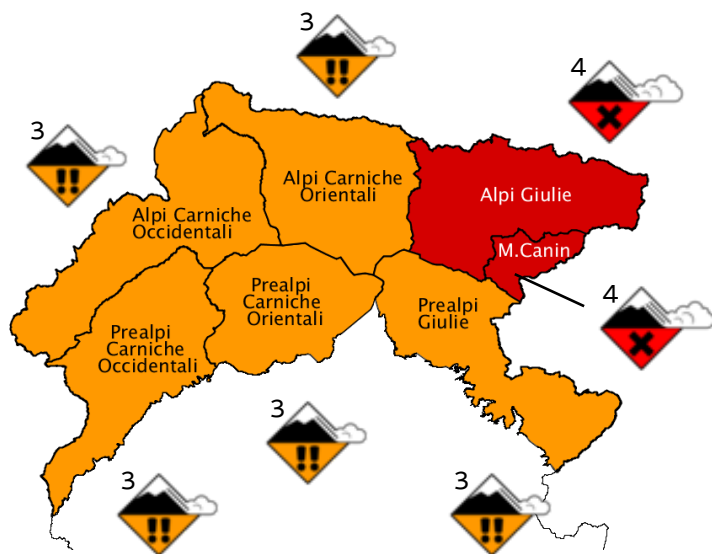 3
4
3
Alpi Carniche
Orientali
Alpi Giulie
Alpi Carniche
Occidentali
M.Canin
Prealpi
Carniche
Orientali
Prealpi
Giulie
4
Prealpi
Carniche
Occidentali
3
3
3